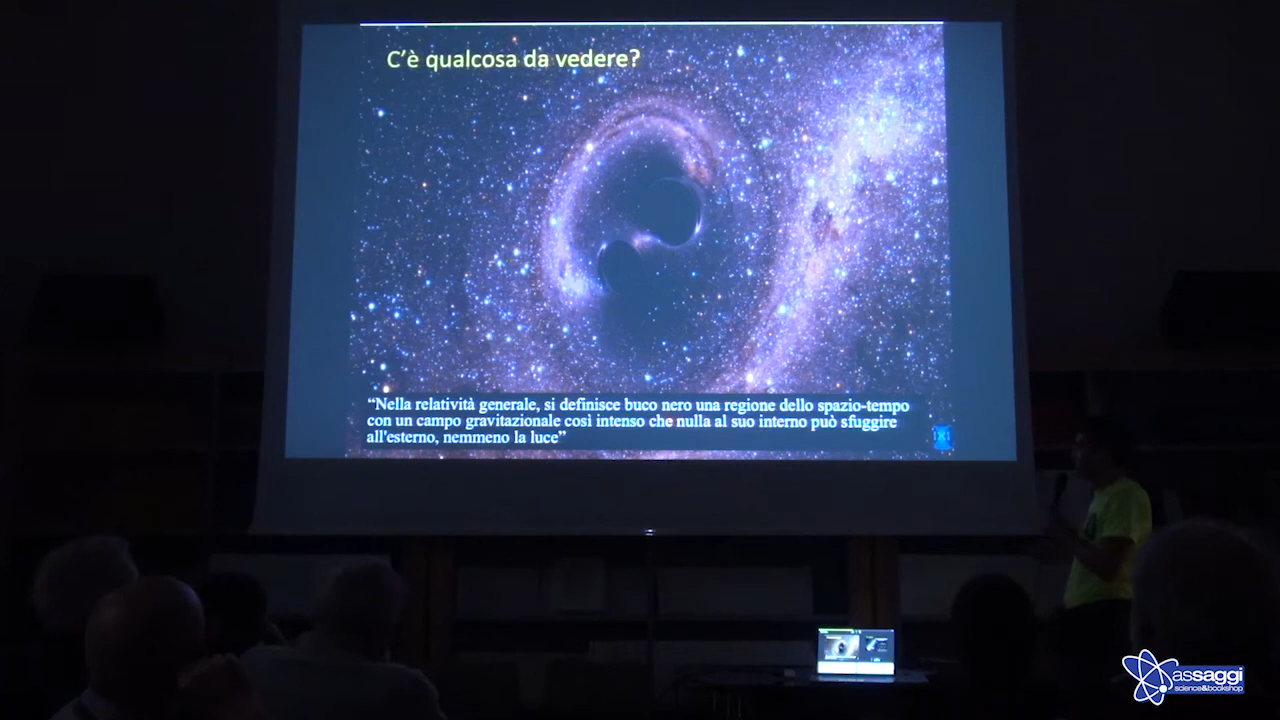 C'è qualcosa da vedere?
“Nella relatività generale, si definisce buco nero una regione dello spazio-tempo
con un campo gravitazionale così intenso che nulla al suo interno può sfuggire
all'esterno, nemmeno la luce”
assaggi
science&bookshop